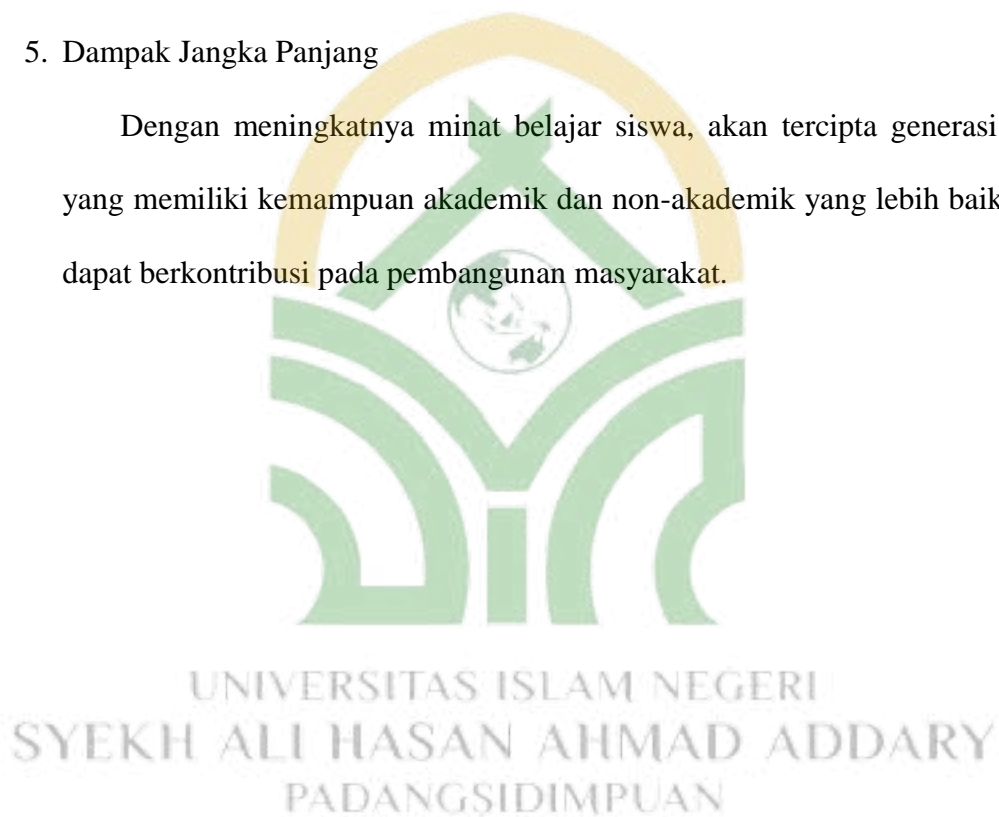 5. Dampak Jangka Panjang
Dengan meningkatnya minat belajar siswa, akan tercipta generasi
yang memiliki kemampuan akademik dan non-akademik yang lebih baik
dapat berkontribusi pada pembangunan masyarakat.
UNIVERSITAS ISLAM NEGERI
SYEKH ALI HASAN AHMAD ADDARY
PADANGSIDIMPUAN